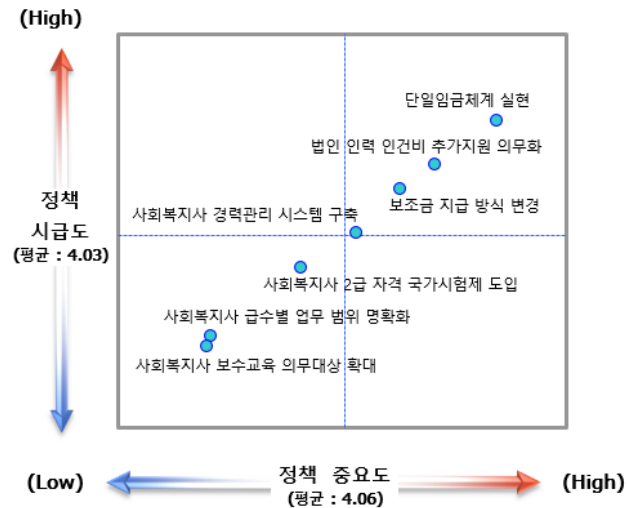 (High)
단일임금체계 실현
법인 인력 인건비 추가지원 의무화
보조금 지급 방식 변경
사회복지사 경력관리 시스템 구축
정책
시급도
(평균 : 4.03)
사회복지사 2급 자격 국가시험제 도입
사회복지사 급수별 업무 범위 명확화
사회복지사 보수교육 의무대상 확대
(Low)
정책 중요도
(평균 : 4.06)
(High)